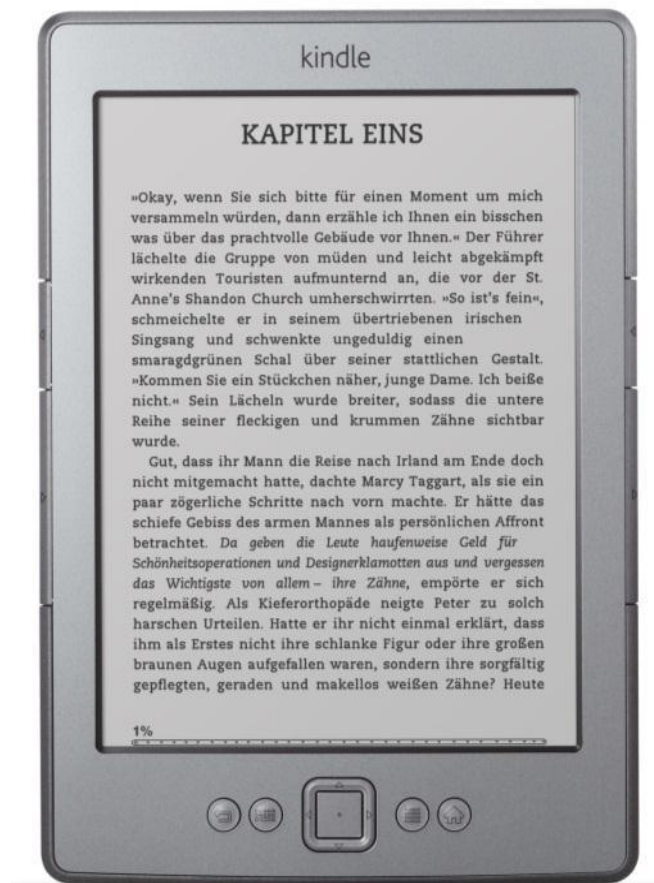 kindle
KAPITEL EINS
»Okay, wenn Sie sich bitte für einen Moment um mich
versammeln würden, dann erzähle ich Ihnen ein bisschen
was über das prachtvolle Gebäude vor Ihnen.« Der Führer
lächelte die Gruppe von müden und leicht abgekämpft
wirkenden Touristen aufmunternd an, die vor der St.
Anne's Shandon Church umherschwirrten. »So ist's fein«,
schmeichelte er in seinem übertriebenen irischen
Singsang und schwenkte ungeduldig einen
smaragdgrünen Schal über seiner stattlichen Gestalt.
»Kommen Sie ein Stückchen näher, junge Dame. Ich beiße
nicht.« Sein Lächeln wurde breiter, sodass die untere
Reihe seiner fleckigen und krummen Zähne sichtbar
wurde.
Gut, dass ihr Mann die Reise nach Irland am Ende doch
nicht mitgemacht hatte, dachte Marcy Taggart, als sie ein
paar zögerliche Schritte nach vorn machte. Er hätte das
schiefe Gebiss des armen Mannes als persönlichen Affront
betrachtet. Da geben die Leute haufenweise Geld für
Schönheitsoperationen und Designerklamotten aus und vergessen
das Wichtigste von allem – ihre Zähne, empörte er sich
regelmäßig. Als Kieferorthopäde neigte Peter zu solch
harschen Urteilen. Hatte er ihr nicht einmal erklärt, dass
ihm als Erstes nicht ihre schlanke Figur oder ihre großen
braunen Augen aufgefallen waren, sondern ihre sorgfältig
gepflegten, geraden und makellos weißen Zähne? Heute
1%